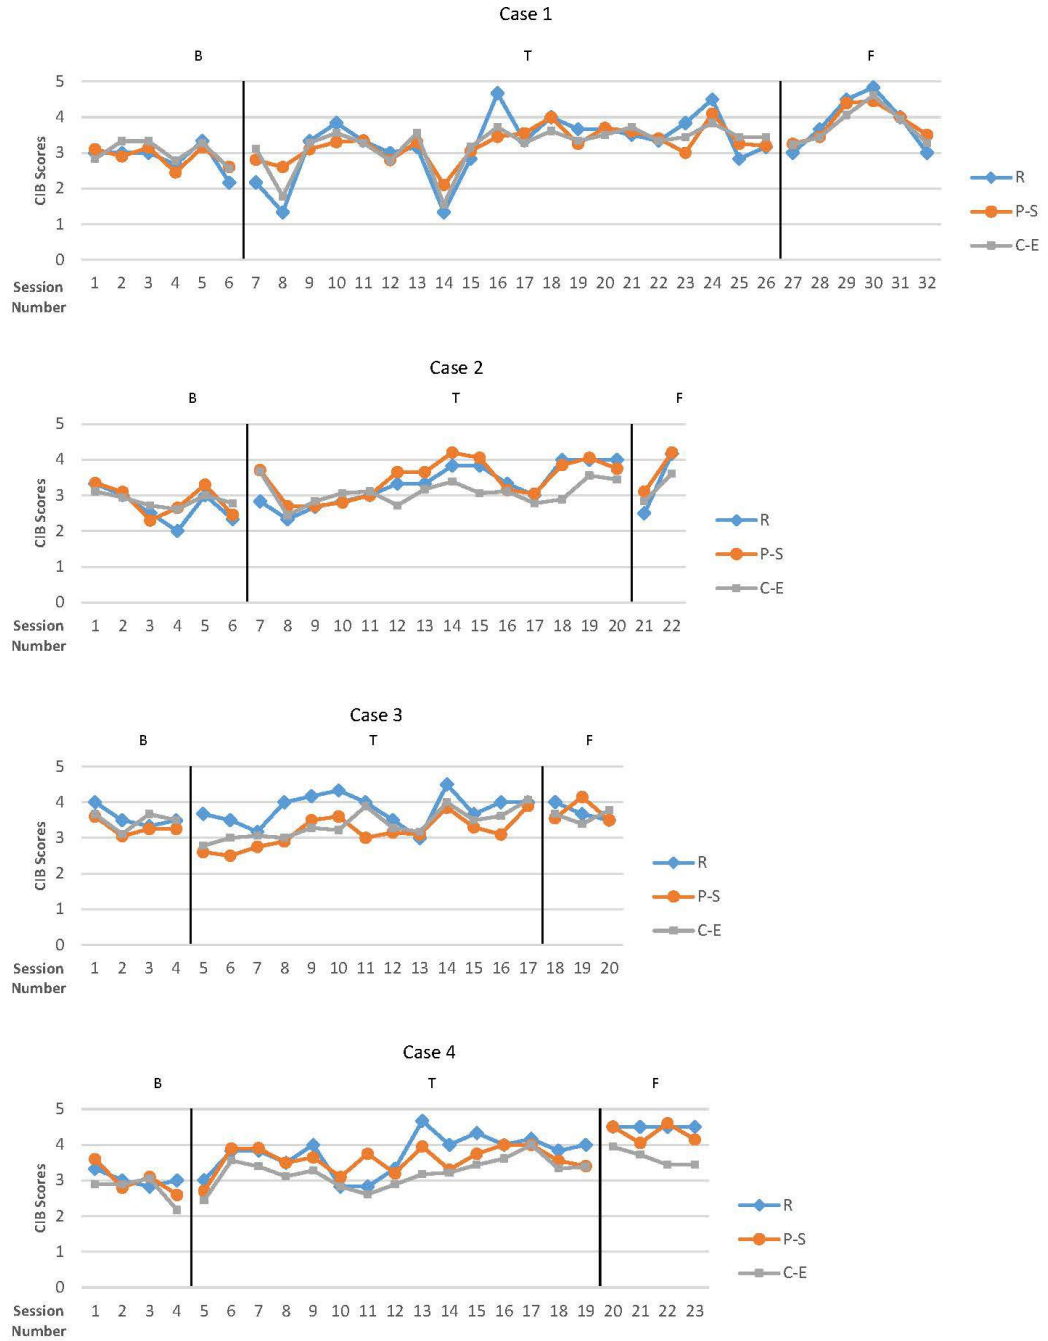 Case 1
B T F
5
4
3
2
1
0
CIB Scores
Session Number
1 2 3 4 5 6 7 8 9 10 11 12 13 14 15 16 17 18 19 20 21 22 23 24 25 26 27 28 29 30 31 32
R
P-S
C-E
Case 2
B T F
5
4
3
2
1
0
CIB Scores
Session Number
1 2 3 4 5 6 7 8 9 10 11 12 13 14 15 16 17 18 19 20 21 22
R
P-S
C-E
Case 3
B T F
5
4
3
2
1
0
CIB Scores
Session Number
1 2 3 4 5 6 7 8 9 10 11 12 13 14 15 16 17 18 19 20
R
P-S
C-E
Case 4
B T F
5
4
3
2
1
0
CIB Scores
Session Number
1 2 3 4 5 6 7 8 9 10 11 12 13 14 15 16 17 18 19 20 21 22 23
R
P-S
C-E